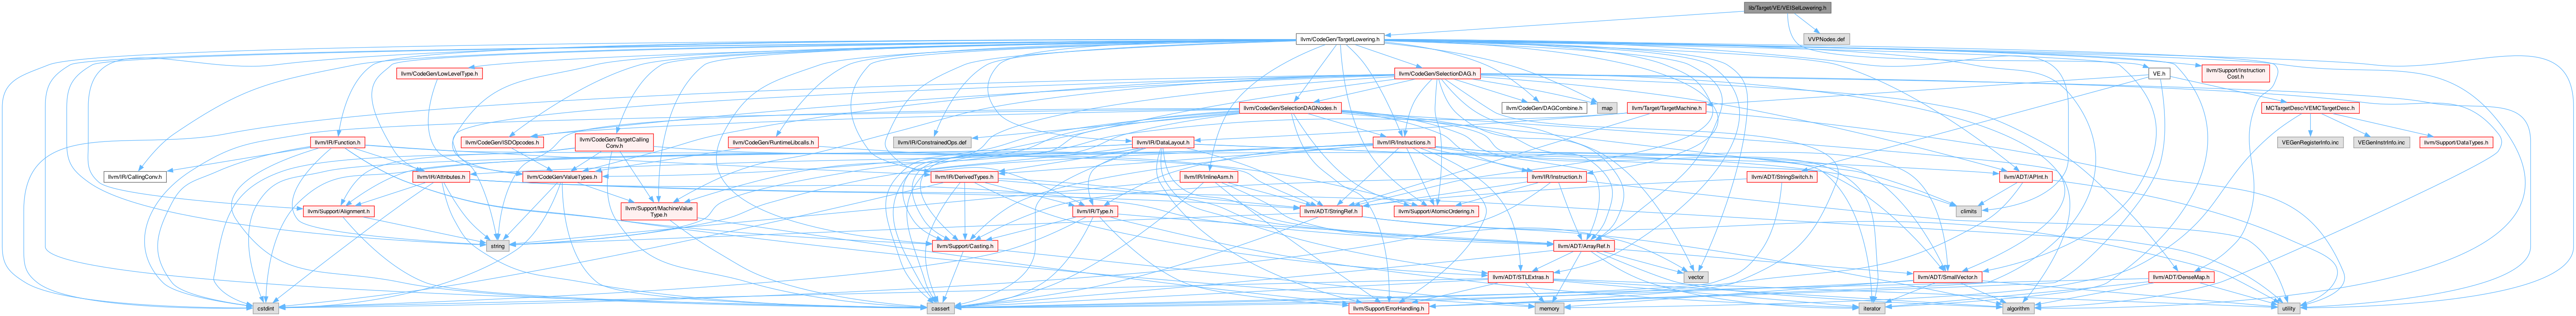 lib/Target/VE/VEISelLowering.h
llvm/CodeGen/TargetLowering.h
VVPNodes.def
llvm/CodeGen/LowLevelType.h
llvm/CodeGen/SelectionDAG.h
llvm/Support/Instruction
Cost.h
VE.h
llvm/CodeGen/SelectionDAGNodes.h
llvm/CodeGen/DAGCombine.h
map
llvm/Target/TargetMachine.h
MCTargetDesc/VEMCTargetDesc.h
llvm/IR/Function.h
llvm/CodeGen/ISDOpcodes.h
llvm/CodeGen/TargetCalling
Conv.h
llvm/CodeGen/RuntimeLibcalls.h
llvm/IR/ConstrainedOps.def
llvm/IR/DataLayout.h
llvm/IR/Instructions.h
VEGenRegisterInfo.inc
VEGenInstrInfo.inc
llvm/Support/DataTypes.h
llvm/IR/CallingConv.h
llvm/IR/Attributes.h
llvm/CodeGen/ValueTypes.h
llvm/IR/DerivedTypes.h
llvm/IR/InlineAsm.h
llvm/IR/Instruction.h
llvm/ADT/StringSwitch.h
llvm/ADT/APInt.h
llvm/Support/Alignment.h
llvm/Support/MachineValue
Type.h
llvm/IR/Type.h
llvm/ADT/StringRef.h
llvm/Support/AtomicOrdering.h
climits
string
llvm/Support/Casting.h
llvm/ADT/ArrayRef.h
llvm/ADT/STLExtras.h
vector
llvm/ADT/SmallVector.h
llvm/ADT/DenseMap.h
cstdint
cassert
llvm/Support/ErrorHandling.h
memory
iterator
algorithm
utility